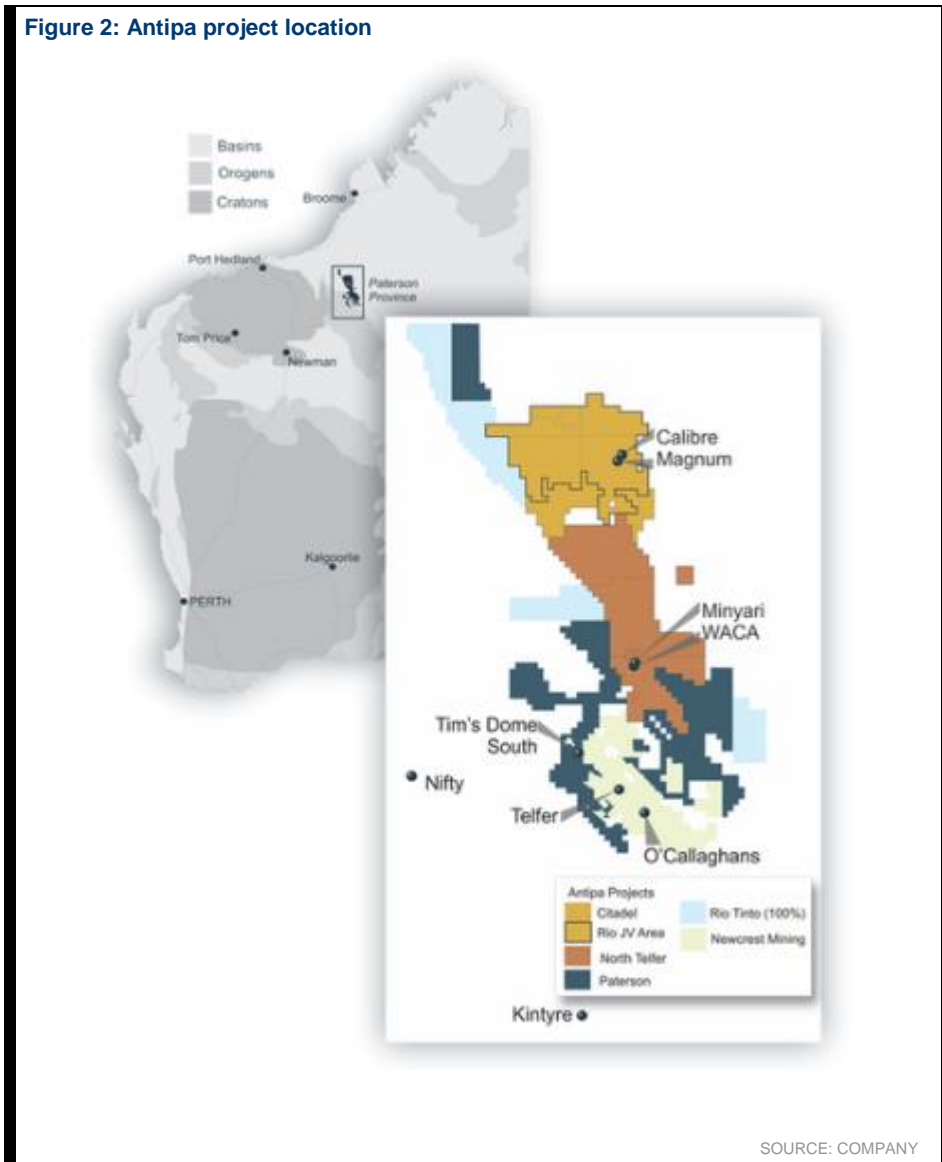 Figure 2: Antipa project location
Basins
Orogens
Cratons
Broome
Port Hedland
Paterson
Province
Tom Price
Newman
Kalgoorlie
PERTH
Calibre
Magnum
Minyari
WACA
Tim's Dome
South
Nifty
Telfer
O'Callaghans
Antipa Projects
Citadel
Rio JV Area
North Telfer
Paterson
Rio Tinto (100%)
Newcrest Mining
Kintyre
SOURCE: COMPANY